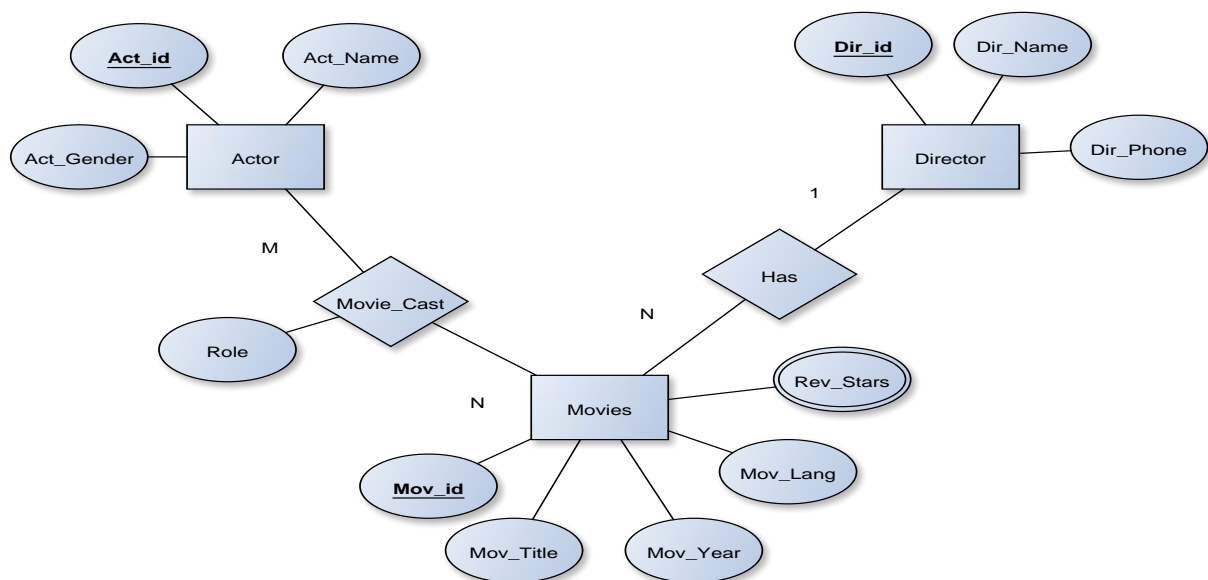 Act_id
Act_Name
Dir_id
Dir_Name
Act_Gender
Actor
Director
Dir_Phone
1
M
Has
Movie_Cast
N
Role
Rev_Stars
N
Movies
Mov_Lang
Mov_id
Mov_Title
Mov_Year